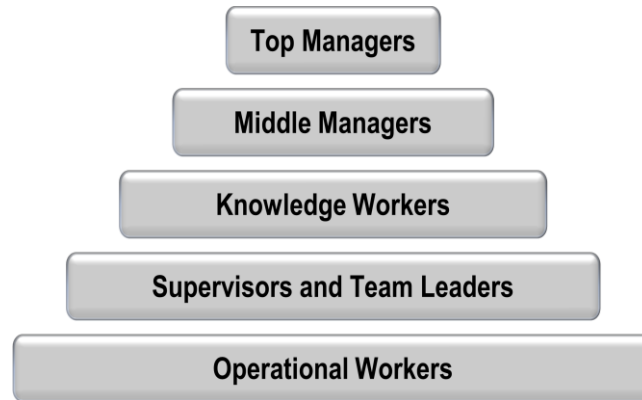 Top Managers
Middle Managers
Knowledge Workers
Supervisors and Team Leaders
Operational Workers